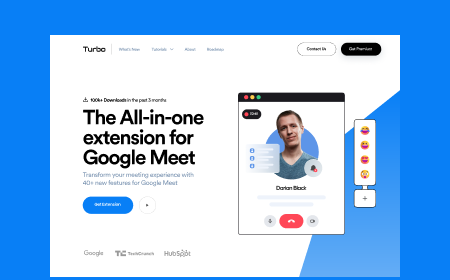 Turbo
What's New
Tutorials
About
Roadmap
Contact Us
Get Premium
100k+ Downloads in the past 3 months
The All-in-one
extension for
Google Meet
Transform your meeting experience with
40+ new features for Google Meet
Get Extension
Google
TC TechCrunch
HubSpot
Darian Black